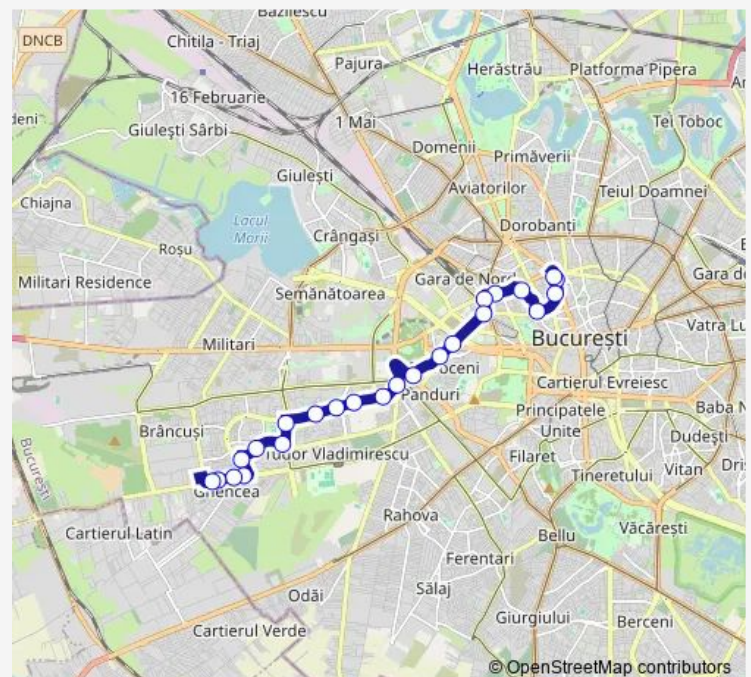 Bazilescu
DNCB
Chitila - Triaj
Pajura
Herăstrău
Platforma Pipera
16 Februarie
1 Mai
Tei Toboc
Giulești Sârbi
Domenii
Primăverii
Giulești
Aviatorilor
Teiul Doamnei
Chiajna
Lacul
Morii
Crângași
Dorobanți
Roșu
Militari Residence
Gara de Nord
Gara d
Semănătoarea
Vatra Lu
Militari
București
Cartierul Evreiesc
Panduri
Principatele
Unite
Baba N
Brâncuși
Dudești
București
Tudor Vladimirescu
Filaret
Vitan
Tineretului
Ghencea
Rahova
Văcărești
Cartierul Latin
Bellu
Ferentari
Odăi
Sălaj
Giurgiului
Berceni
Cartierul Verde
© OpenStreetMap contributors